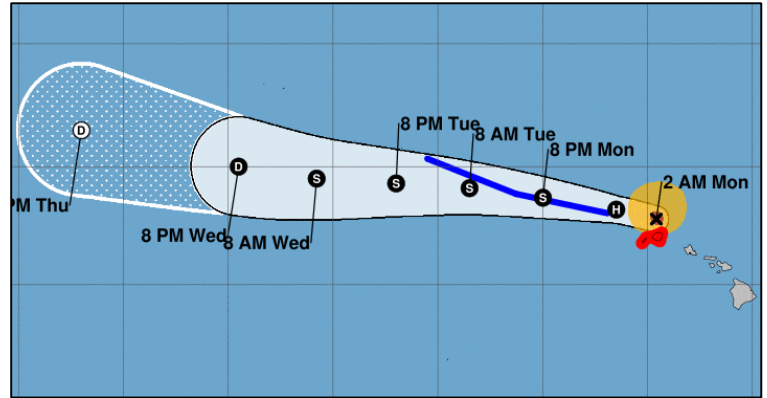 8 PM Tue
8 AM Tue
8 PM Mon
2 AM Mon
D
D
S
S
S
S
H
PM Thu
8 PM Wed
8 AM Wed